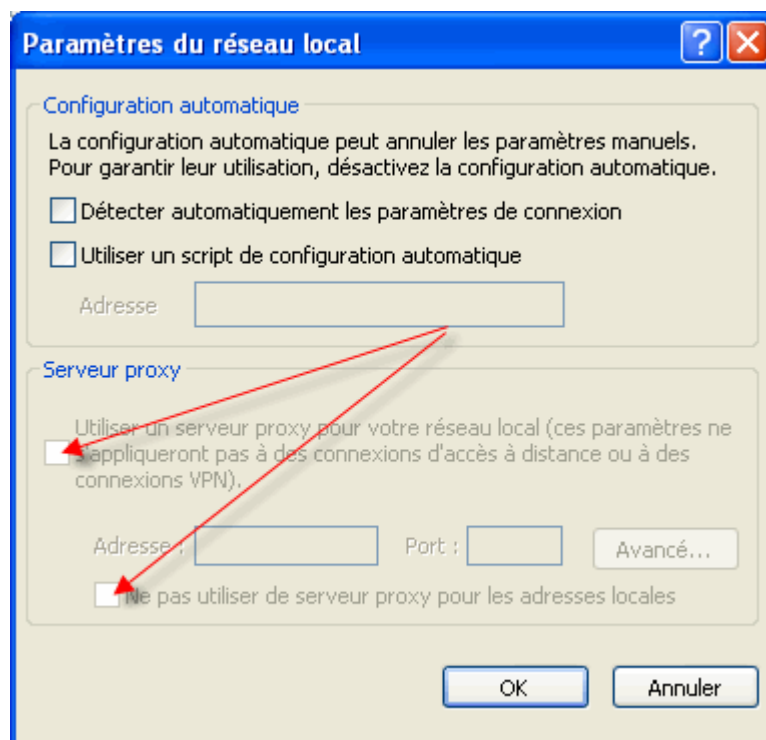 Paramètres du réseau local
Configuration automatique
La configuration automatique peut annuler les paramètres manuels.
Pour garantir leur utilisation, désactivez la configuration automatique.
Détecter automatiquement les paramètres de connexion
Utiliser un script de configuration automatique
Adresse
Serveur proxy
Utiliser un serveur proxy pour votre réseau local (ces paramètres ne
s'appliqueront pas à des connexions d'accès à distance ou à des
connexions VPN).
Adresse : Port : Avancé...
Ne pas utiliser de serveur proxy pour les adresses locales
OK Annuler